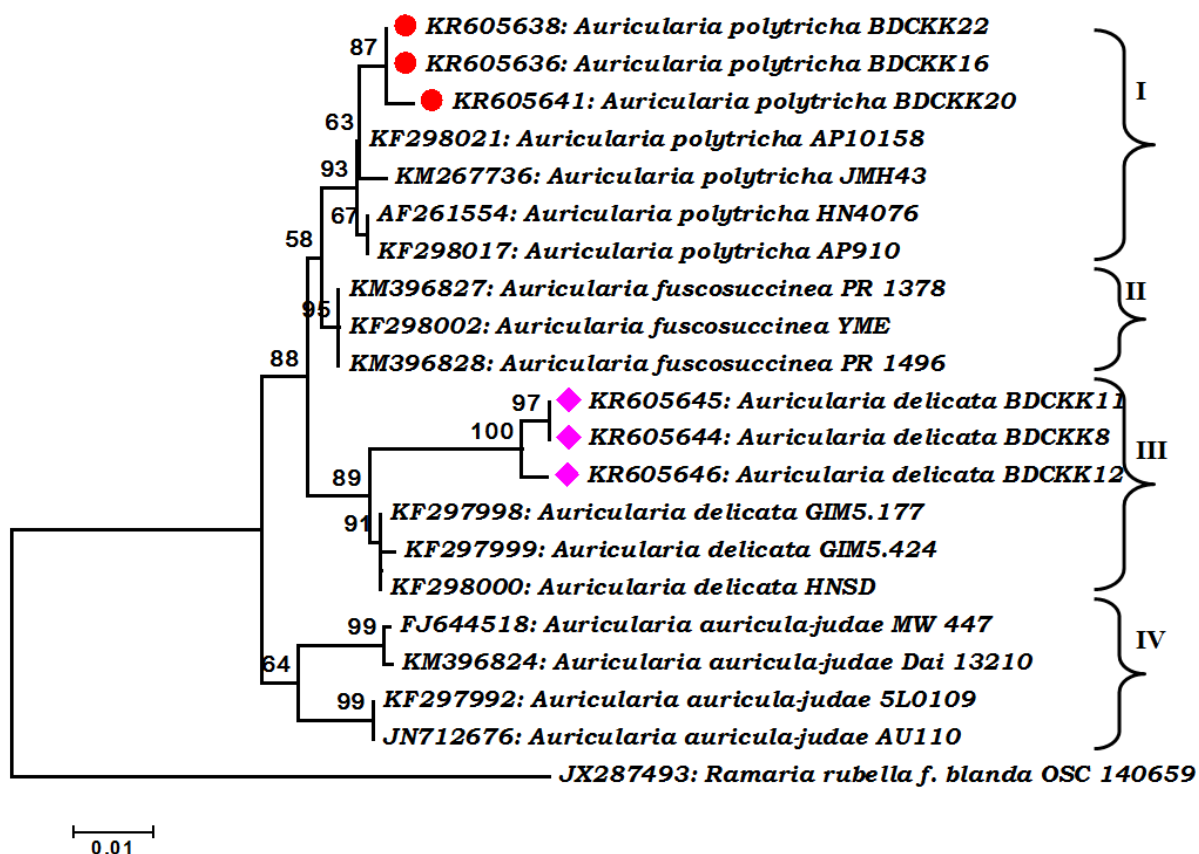 KR605638: Auricularia polytricha BDCKK22
87
KR605636: Auricularia polytricha BDCKK16
I
KR605641: Auricularia polytricha BDCKK20
63
KF298021: Auricularia polytricha AP10158
93
KM267736: Auricularia polytricha JMH43
67
AF261554: Auricularia polytricha HN4076
58
KF298017: Auricularia polytricha AP910
KM396827: Auricularia fuscosuccinea PR 1378
II
95
KF298002: Auricularia fuscosuccinea YME
88
KM396828: Auricularia fuscosuccinea PR 1496
97
KR605645: Auricularia delicata BDCKK11
100
KR605644: Auricularia delicata BDCKK8
III
89
KR605646: Auricularia delicata BDCKK12
KF297998: Auricularia delicata GIM5.177
91
KF297999: Auricularia delicata GIM5.424
KF298000: Auricularia delicata HNSD
99
FJ644518: Auricularia auricula-judae MW 447
IV
64
KM396824: Auricularia auricula-judae Dai 13210
99
KF297992: Auricularia auricula-judae 5L0109
JN712676: Auricularia auricula-judae AU110
JX287493: Ramaria rubella f. blanda OSC 140659
0.01